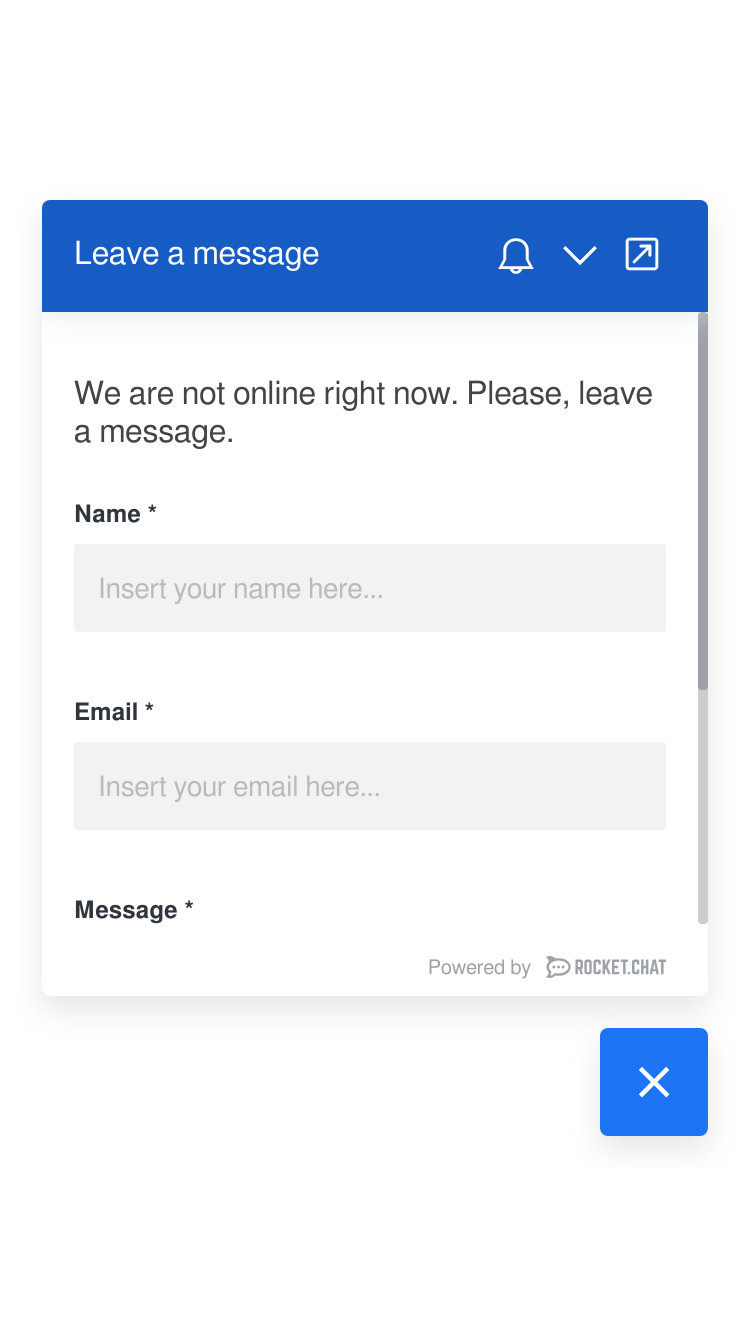 Leave a message
We are not online right now. Please, leave
a message.
Name *
Insert your name here...
Email *
Insert your email here...
Message *
Powered by ROCKET.CHAT